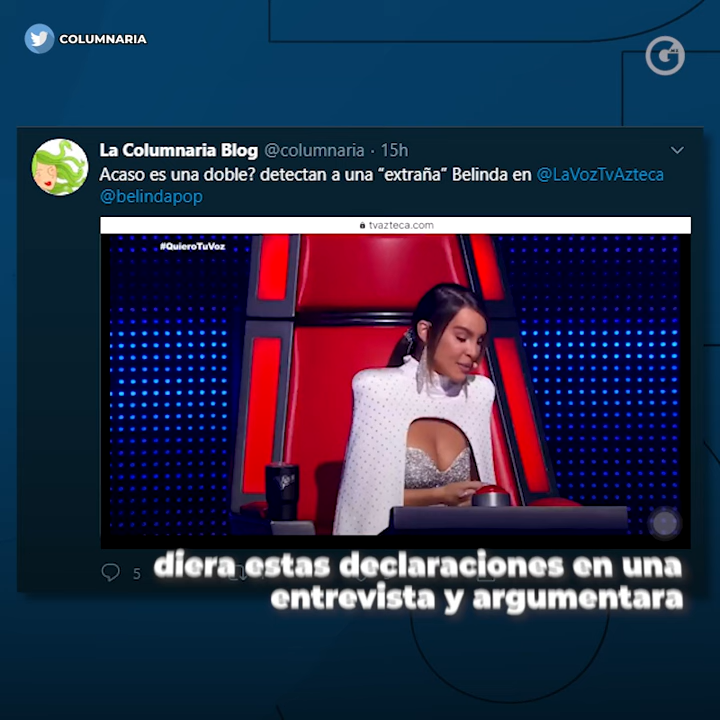 COLUMNARIA
La Columnaria Blog @columnaria · 15h
Acaso es una doble? detectan a una “extraña” Belinda en @LaVozTvAzteca
@belindapop
tvazteca.com
#QuieroTuVoz
5
diera estas declaraciones en una
entrevista y argumentara